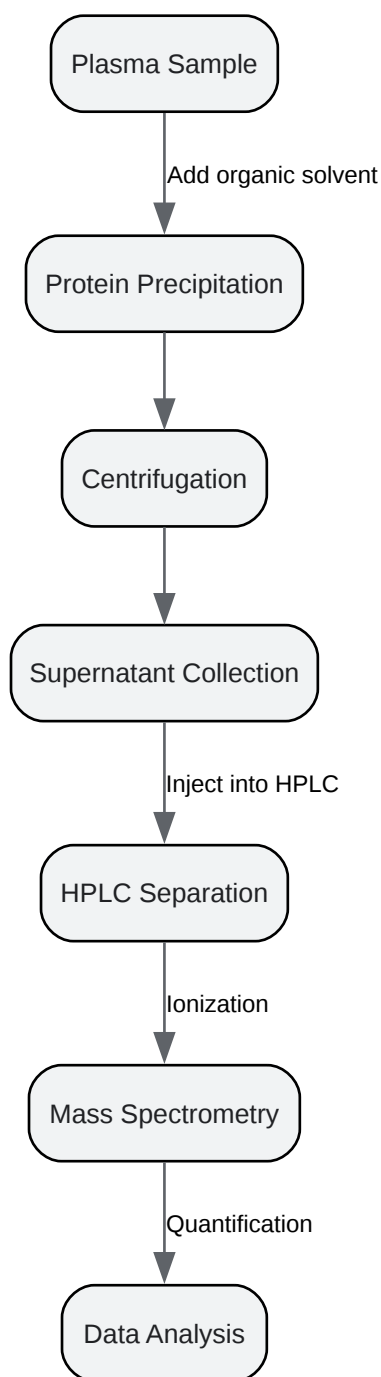 Plasma Sample
Add organic solvent
Protein Precipitation
Centrifugation
Supernatant Collection
Inject into HPLC
HPLC Separation
Ionization
Mass Spectrometry
Quantification
Data Analysis